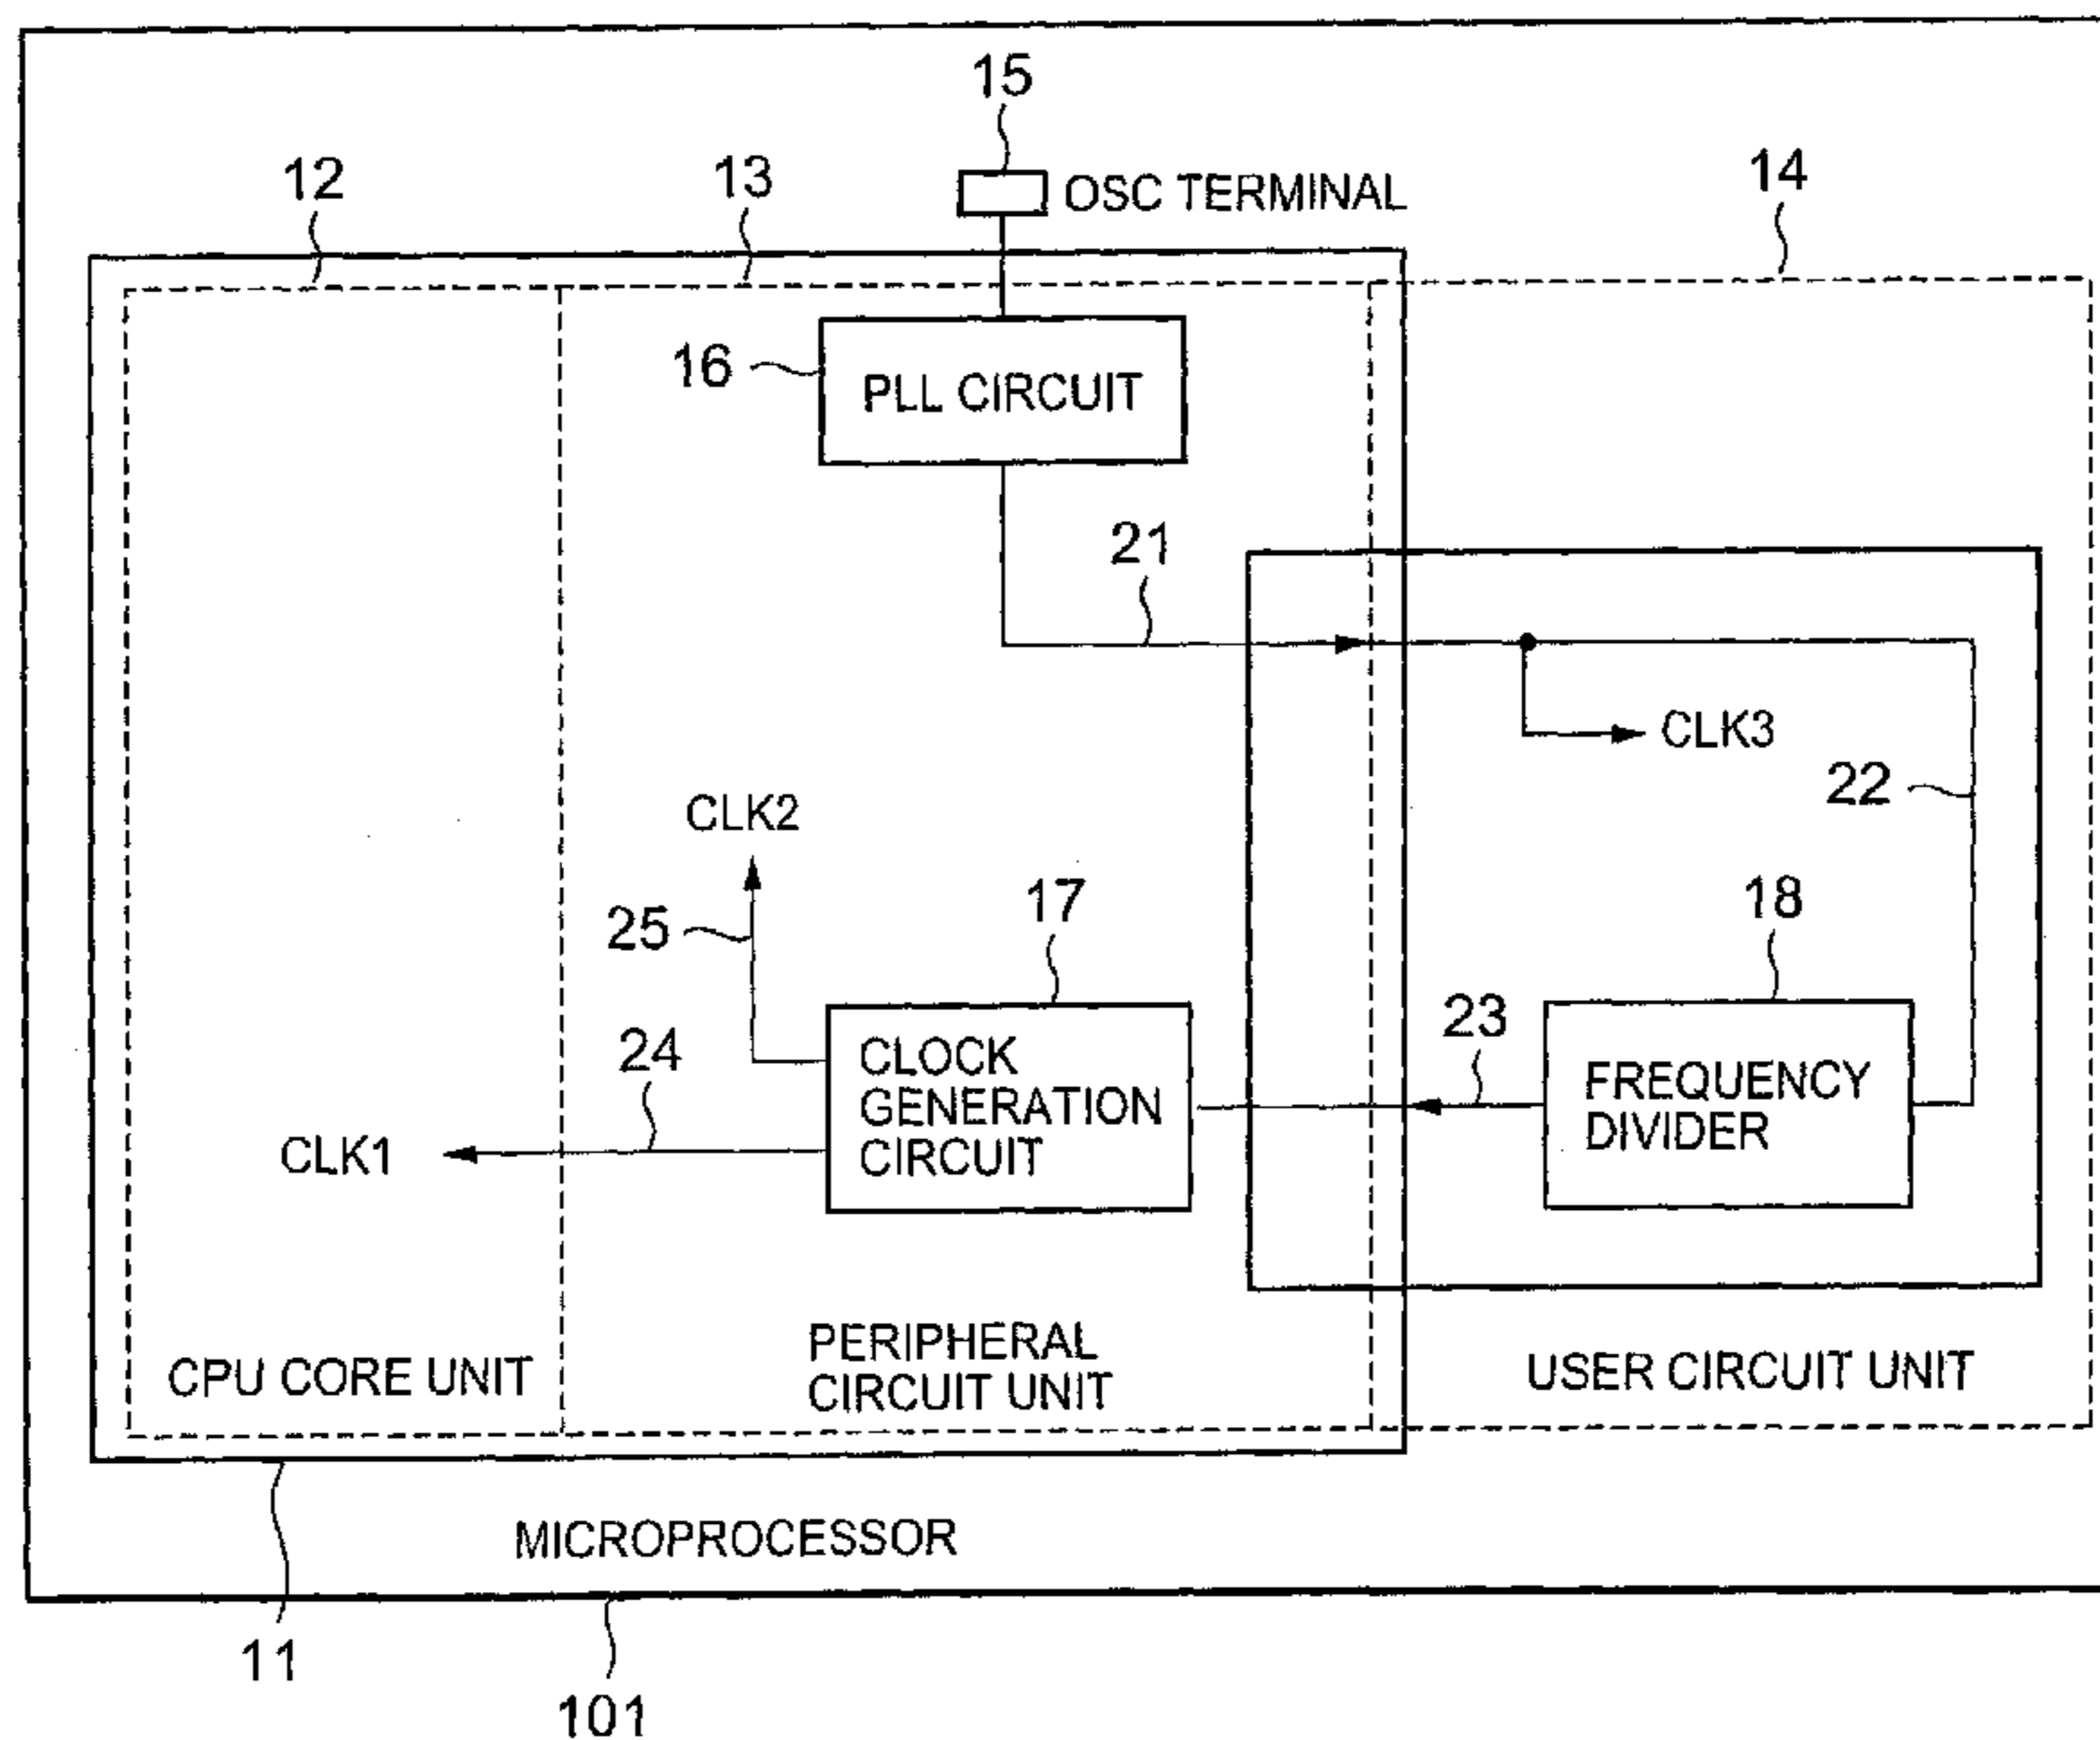 15
12
13
OSC TERMINAL
14
16
PLL CIRCUIT
21
CLK3
22
CLK2
25
17
18
24
23
CLOCK
GENERATION
CIRCUIT
FREQUENCY
DIVIDER
CLK1
CPU CORE UNIT
PERIPHERAL
CIRCUIT UNIT
USER CIRCUIT UNIT
MICROPROCESSOR
11
101